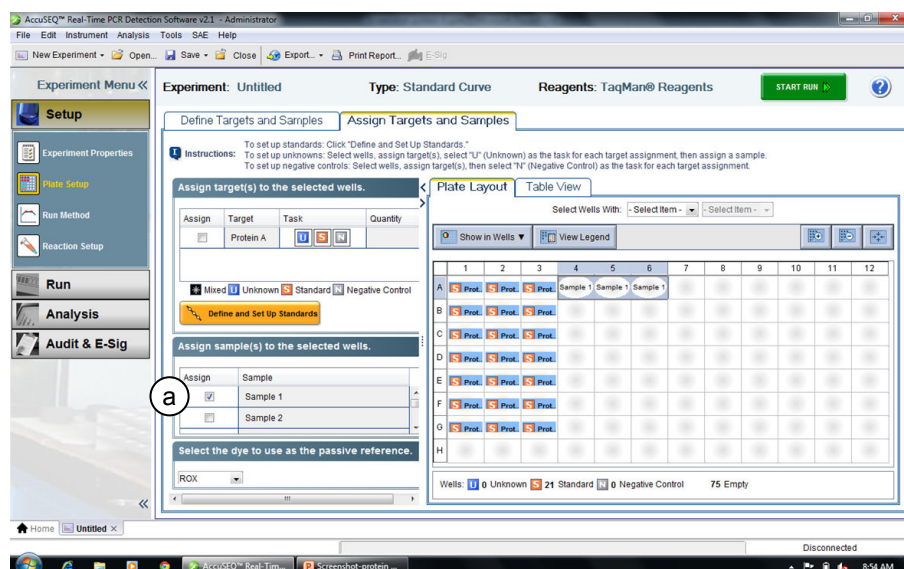 AccuSEQ™ Real-Time PCR Detection Software v2.1 - Administrator
File Edit Instrument Analysis Tools SAE Help
New Experiment Open... Save Close Export... Print Report... E-Sig
Experiment Menu «
Experiment: Untitled Type: Standard Curve Reagents: TaqMan® Reagents START RUN ?
Setup
Experiment Properties
Plate Setup
Run Method
Reaction Setup
Run
Analysis
Audit & E-Sig
«
Define Targets and Samples Assign Targets and Samples
Instructions: To set up standards: Click "Define and Set Up Standards."
To set up unknowns: Select wells, assign target(s), select "U" (Unknown) as the task for each target assignment, then assign a sample.
To set up negative controls: Select wells, assign target(s), then select "N" (Negative Control) as the task for each target assignment.
Assign target(s) to the selected wells.
Assign Target Task Quantity
Protein A U S N
Mixed U Unknown S Standard N Negative Control
Define and Set Up Standards
Assign sample(s) to the selected wells.
Assign Sample
a Sample 1
Sample 2
Select the dye to use as the passive reference.
ROX
Plate Layout Table View
Select Wells With: - Select Item - - Select Item -
Show in Wells ▼ View Legend
1 2 3 4 5 6 7 8 9 10 11 12
A S Prot. S Prot. S Prot. Sample 1 Sample 1 Sample 1
B S Prot. S Prot. S Prot.
C S Prot. S Prot. S Prot.
D S Prot. S Prot. S Prot.
E S Prot. S Prot. S Prot.
F S Prot. S Prot. S Prot.
G S Prot. S Prot. S Prot.
H
Wells: U 0 Unknown S 21 Standard N 0 Negative Control 75 Empty
Home Untitled ×
Disconnected
AccuSEQ™ Real-Tim... Screenshot-protein ... 8:54 AM